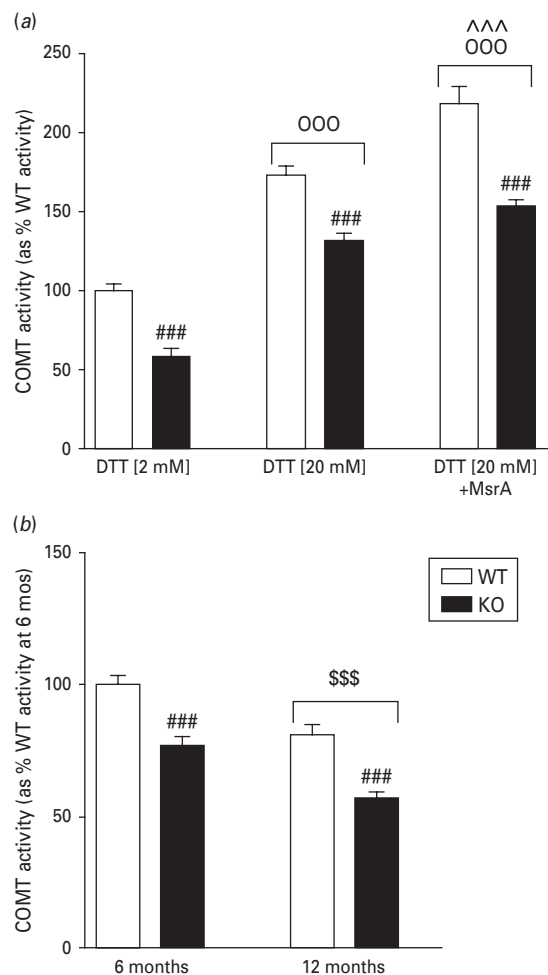 (a)
^^^
OOO
OOO
###
###
###
250
200
150
100
50
0
COMT activity (as % WT activity)
DTT [2 mM]
DTT [20 mM]
DTT [20 mM]
+MsrA
(b)
150
100
50
0
COMT activity (as % WT activity at 6 mos)
WT
KO
$$$
###
###
6 months
12 months